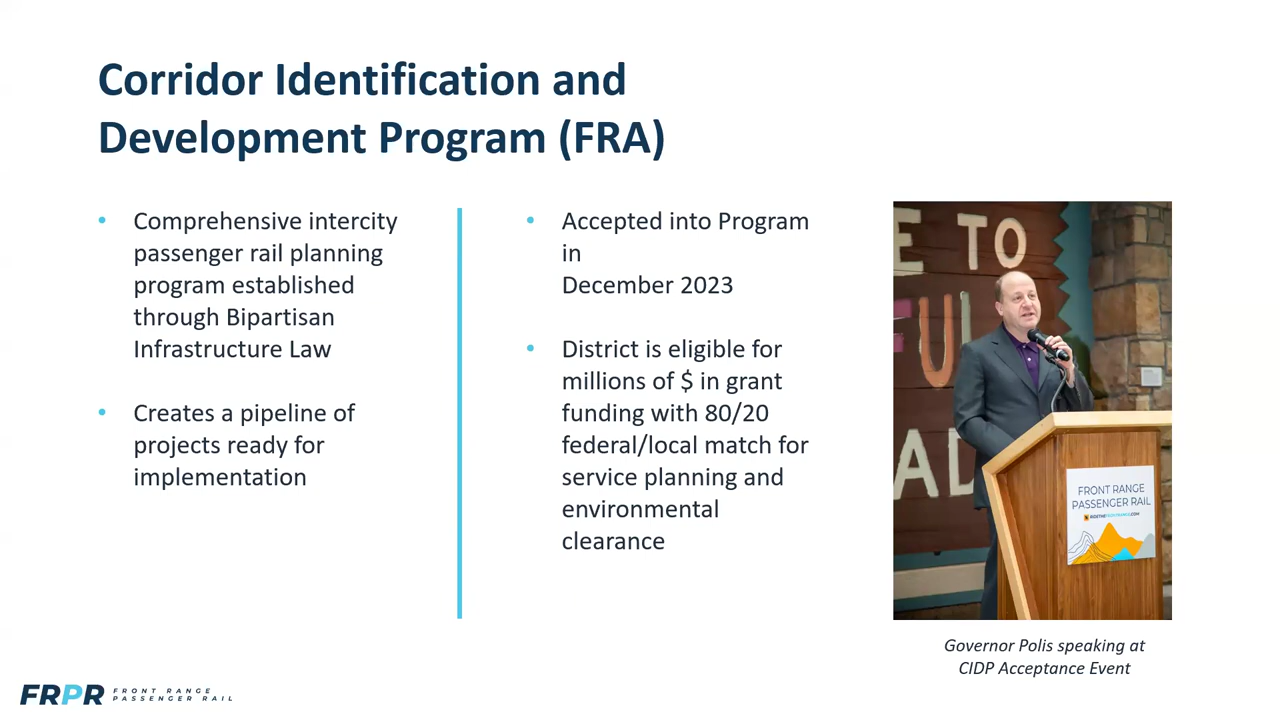 Corridor Identification and
Development Program (FRA)
• Comprehensive intercity
passenger rail planning
program established
through Bipartisan
Infrastructure Law
• Creates a pipeline of
projects ready for
implementation
• Accepted into Program
in
December 2023
• District is eligible for
millions of $ in grant
funding with 80/20
federal/local match for
service planning and
environmental
clearance
E TO
FUL
AD
FRONT RANGE
PASSENGER RAIL
Governor Polis speaking at
CIDP Acceptance Event
FRPR FRONT RANGE
PASSENGER RAIL